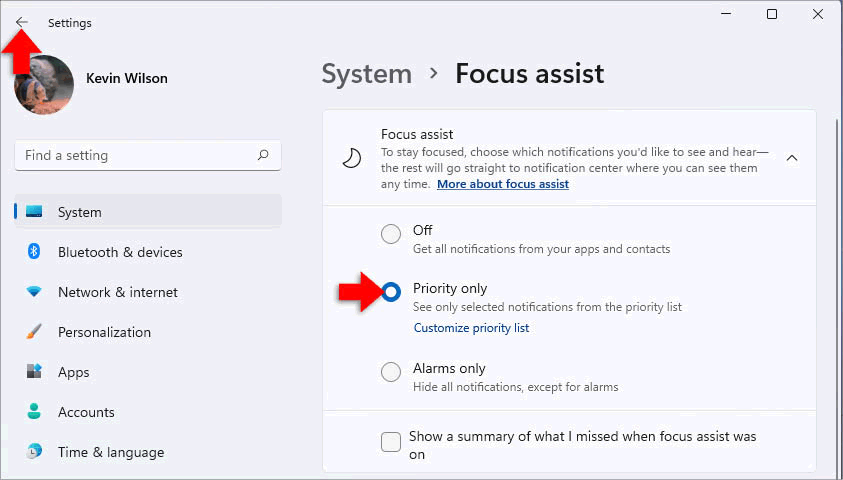 Settings
Kevin Wilson
Find a setting
System
Bluetooth & devices
Network & internet
Personalization
Apps
Accounts
Time & language
System > Focus assist
Focus assist
To stay focused, choose which notifications you'd like to see and hear—
the rest will go straight to notification center where you can see them
any time. More about focus assist
Off
Get all notifications from your apps and contacts
Priority only
See only selected notifications from the priority list
Customize priority list
Alarms only
Hide all notifications, except for alarms
Show a summary of what I missed when focus assist was
on